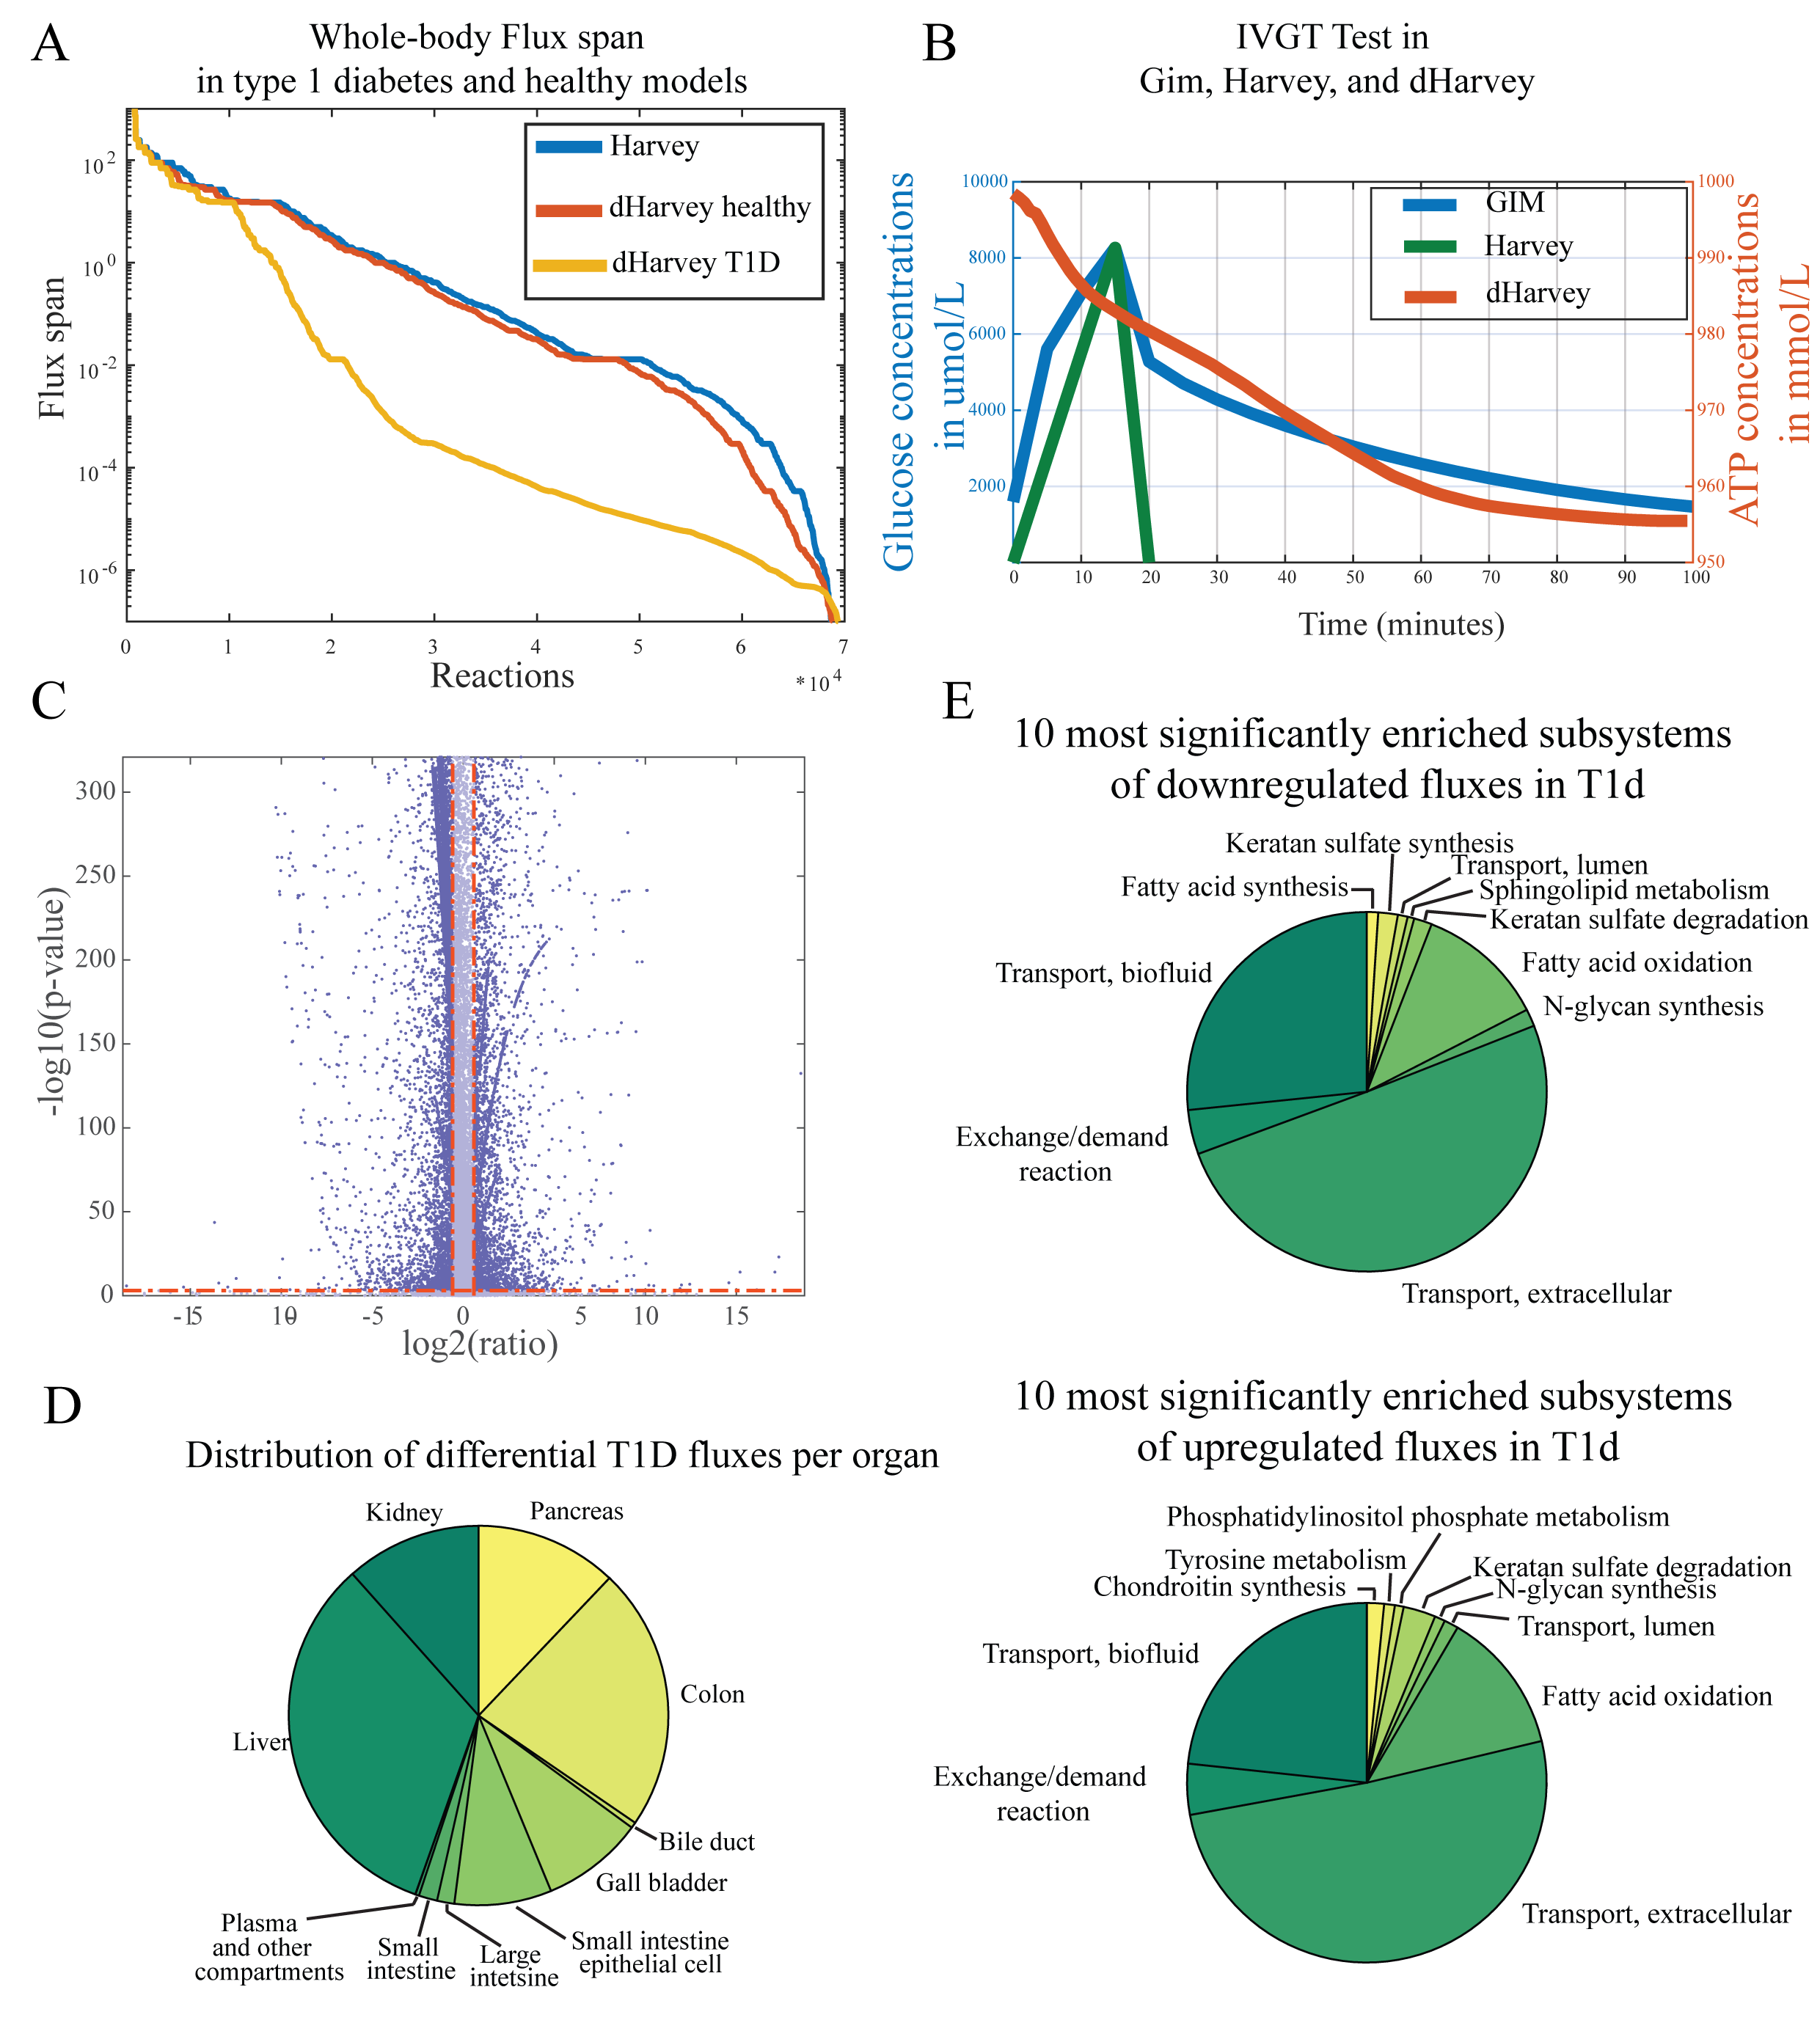 A
Whole-body Flux span
in type 1 diabetes and healthy models
Harvey
dHarvey healthy
dHarvey T1D
Flux span
10 2
10 0
10 -2
10 -4
10 -6
0 1 2 3 4 5 6 7
Reactions
*10 4
B
IVGT Test in
Gim, Harvey, and dHarvey
GIM
Harvey
dHarvey
Glucose concentrations
in umol/L
10000
8000
6000
4000
2000
ATP concentrations
in mmol/L
1000
990
980
970
960
950
0 10 20 30 40 50 60 70 80 90 100
Time (minutes)
C
-log10(p-value)
300
250
200
150
100
50
0
-15 -10 -5 0 5 10 15
log2(ratio)
D
Distribution of differential T1D fluxes per organ
Kidney
Pancreas
Colon
Liver
Bile duct
Gall bladder
Small intestine
epithelial cell
Large
intetsine
Small
intestine
Plasma
and other
compartments
E
10 most significantly enriched subsystems
of downregulated fluxes in T1d
Keratan sulfate synthesis
Transport, lumen
Fatty acid synthesis
Sphingolipid metabolism
Keratan sulfate degradation
Fatty acid oxidation
Transport, biofluid
N-glycan synthesis
Exchange/demand
reaction
Transport, extracellular
10 most significantly enriched subsystems
of upregulated fluxes in T1d
Phosphatidylinositol phosphate metabolism
Tyrosine metabolism
Keratan sulfate degradation
Chondroitin synthesis
N-glycan synthesis
Transport, lumen
Transport, biofluid
Fatty acid oxidation
Exchange/demand
reaction
Transport, extracellular